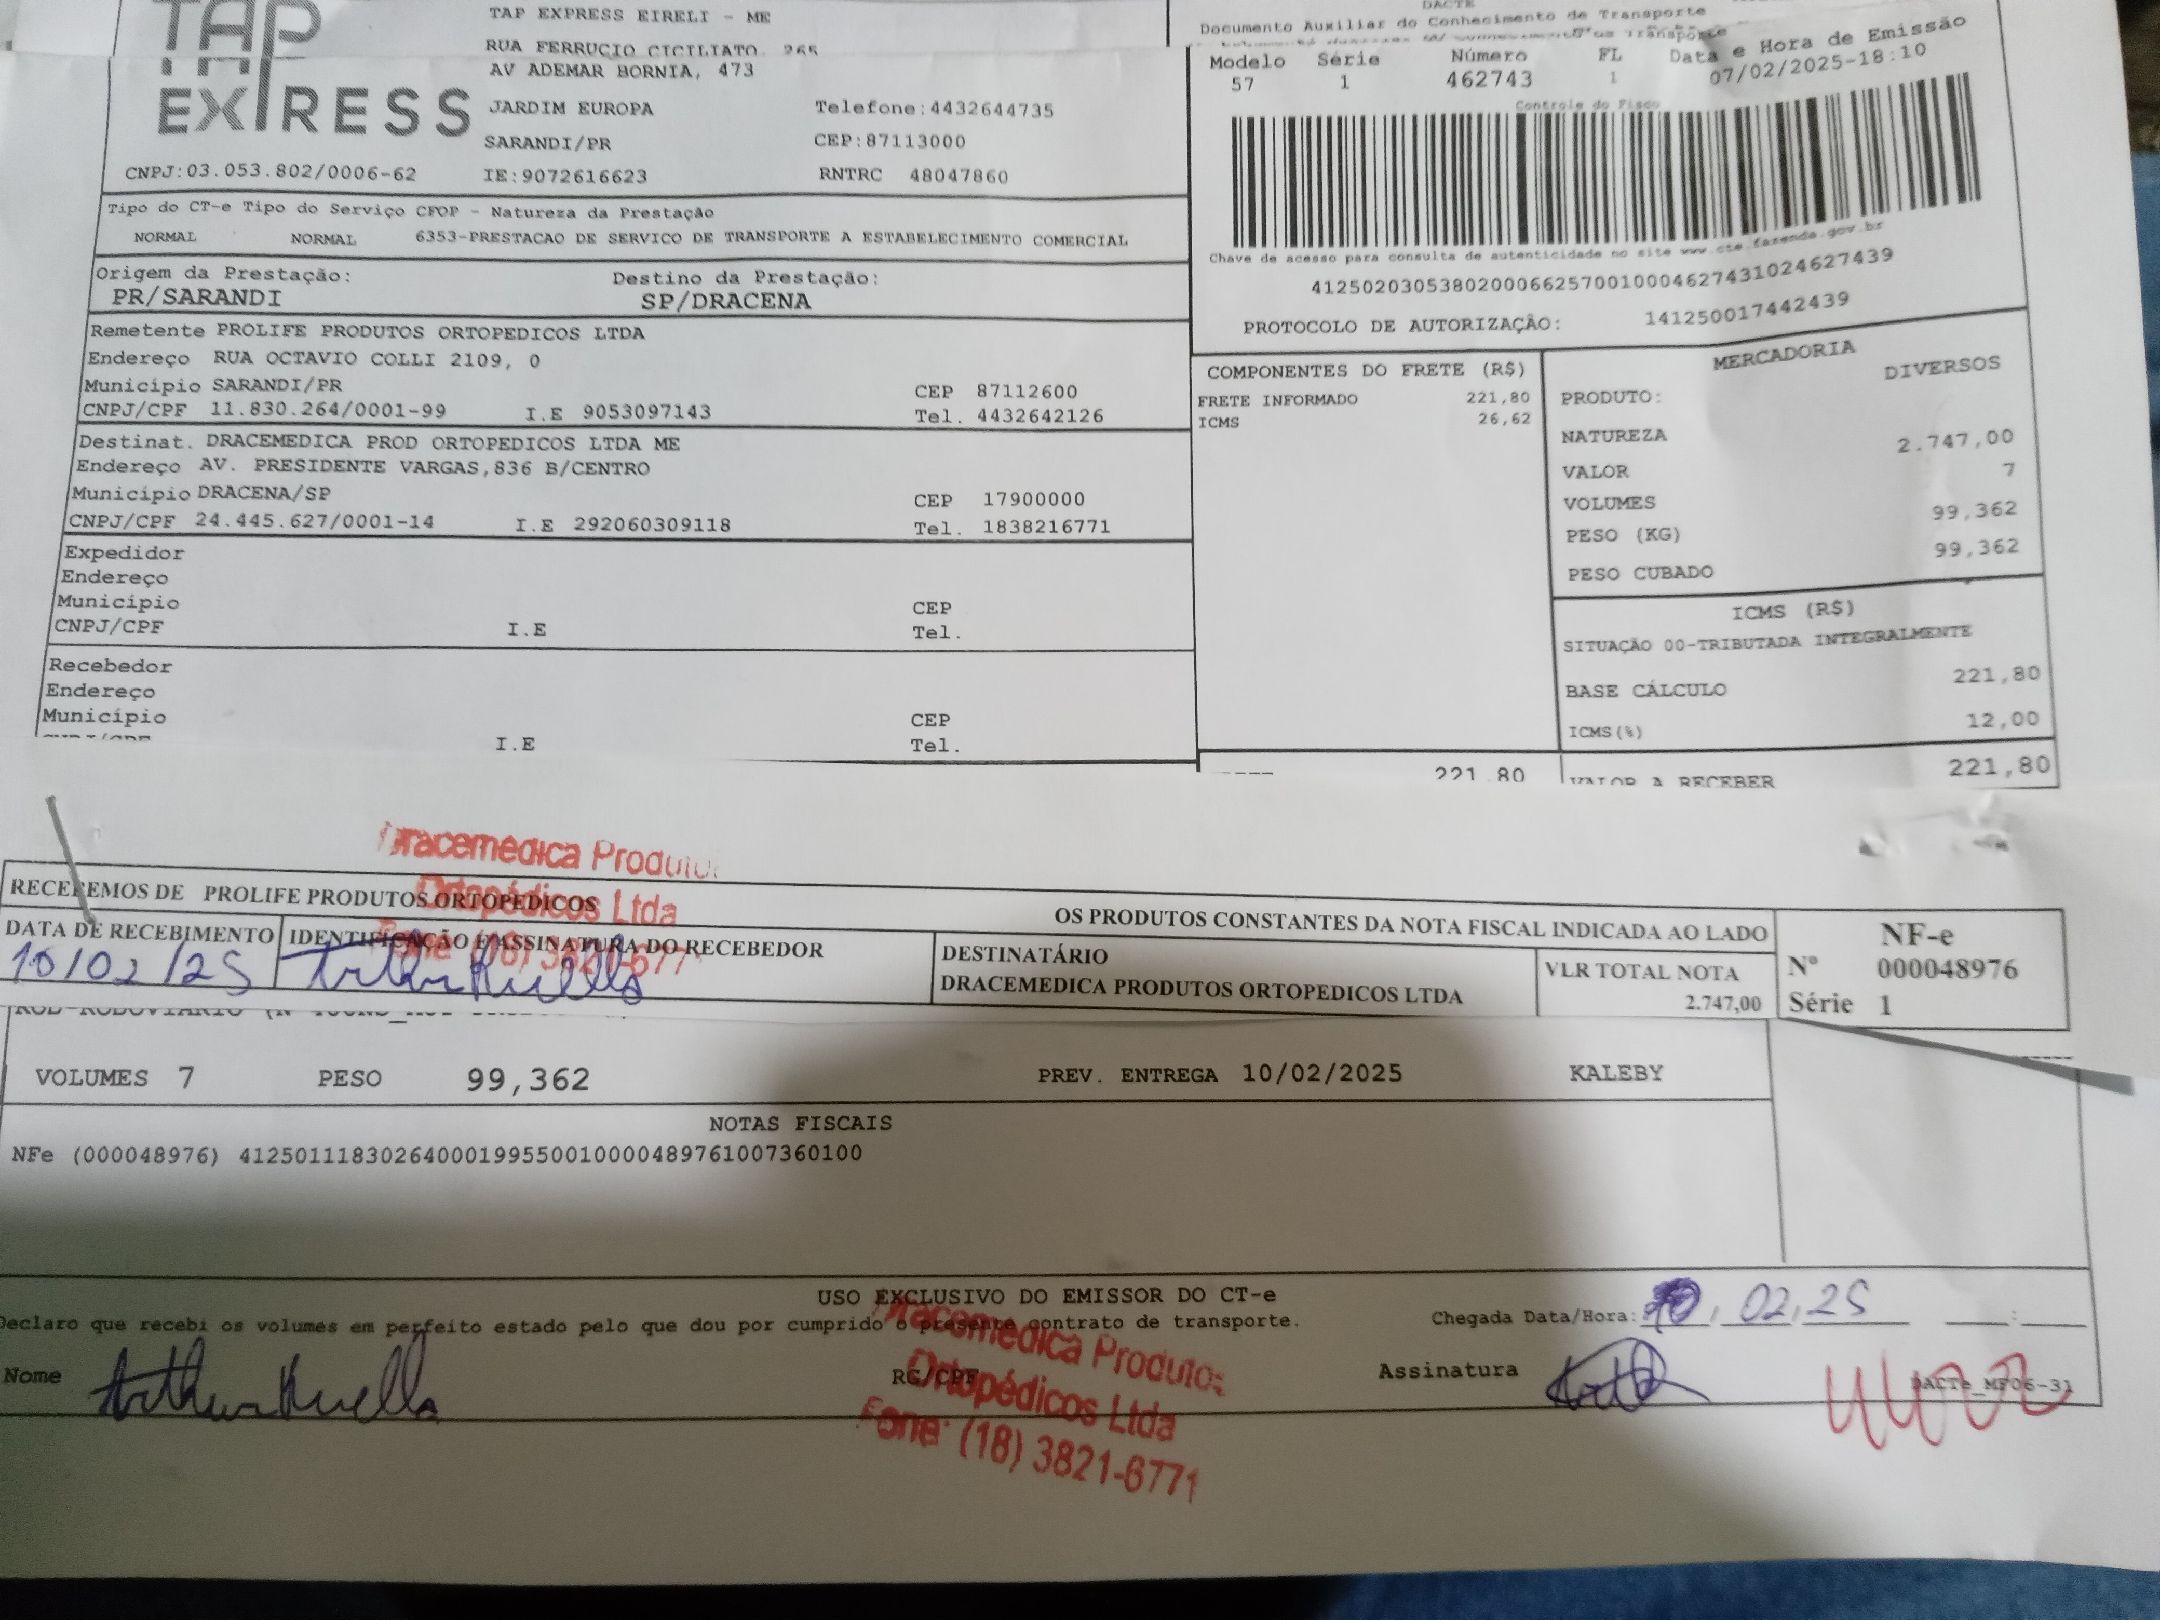 TAP
EXPRESS
TAP EXPRESS EIRELI - ME
RUA FERRUCIO CICILIATO, 265
AV ADEMAR BORNIA, 473
JARDIM EUROPA Telefone:4432644735
SARANDI/PR CEP:87113000
CNPJ:03.053.802/0006-62 IE:9072616623 RNTRC 48047860
DACTE
Documento Auxiliar do Conhecimento de Transporte
Modelo Série Número FL Data e Hora de Emissão
57 1 462743 1 07/02/2025-18:10
Controle do Fisco
Chave de acesso para consulta de autenticidade no site www.cte.fazenda.gov.br
41250203053802000662570010004627431024627439
PROTOCOLO DE AUTORIZAÇÃO: 141250017442439
Tipo do CT-e Tipo do Serviço CFOP - Natureza da Prestação
NORMAL NORMAL 6353-PRESTACAO DE SERVICO DE TRANSPORTE A ESTABELECIMENTO COMERCIAL
Origem da Prestação: Destino da Prestação:
PR/SARANDI SP/DRACENA
Remetente PROLIFE PRODUTOS ORTOPEDICOS LTDA
Endereço RUA OCTAVIO COLLI 2109, 0
Município SARANDI/PR CEP 87112600
CNPJ/CPF 11.830.264/0001-99 I.E 9053097143 Tel. 4432642126
Destinat. DRACEMEDICA PROD ORTOPEDICOS LTDA ME
Endereço AV. PRESIDENTE VARGAS,836 B/CENTRO
Município DRACENA/SP CEP 17900000
CNPJ/CPF 24.445.627/0001-14 I.E 292060309118 Tel. 1838216771
Expedidor
Endereço
Município CEP
CNPJ/CPF I.E Tel.
Recebedor
Endereço
Município CEP
CNPJ/CPF I.E Tel.
COMPONENTES DO FRETE (R$)
FRETE INFORMADO 221,80
ICMS 26,62
MERCADORIA
PRODUTO: DIVERSOS
NATUREZA
VALOR 2.747,00
VOLUMES 7
PESO (KG) 99,362
PESO CUBADO 99,362
ICMS (R$)
SITUAÇÃO 00-TRIBUTADA INTEGRALMENTE
BASE CÁLCULO 221,80
ICMS(%) 12,00
221,80 VALOR A RECEBER 221,80
Dracemedica Produtos
Ortopédicos Ltda
Fone (18) 3821-677
RECEBEMOS DE PROLIFE PRODUTOS ORTOPEDICOS OS PRODUTOS CONSTANTES DA NOTA FISCAL INDICADA AO LADO
DATA DE RECEBIMENTO IDENTIFICAÇÃO E ASSINATURA DO RECEBEDOR
10/02/25 Arthur Ruella
DESTINATÁRIO
DRACEMEDICA PRODUTOS ORTOPEDICOS LTDA
VLR TOTAL NOTA
2.747,00
NF-e
Nº 000048976
Série 1
VOLUMES 7 PESO 99,362 PREV. ENTREGA 10/02/2025 KALEBY
NOTAS FISCAIS
NFe (000048976) 41250111830264000199550010000489761007360100
USO EXCLUSIVO DO EMISSOR DO CT-e
Declaro que recebi os volumes em perfeito estado pelo que dou por cumprido o presente contrato de transporte. Chegada Data/Hora: 10, 02, 25 :
Nome Arthur Ruella RG/CPF Assinatura
DACTe_MF06-31
Dracemedica Produtos
Ortopédicos Ltda
Fone: (18) 3821-6771